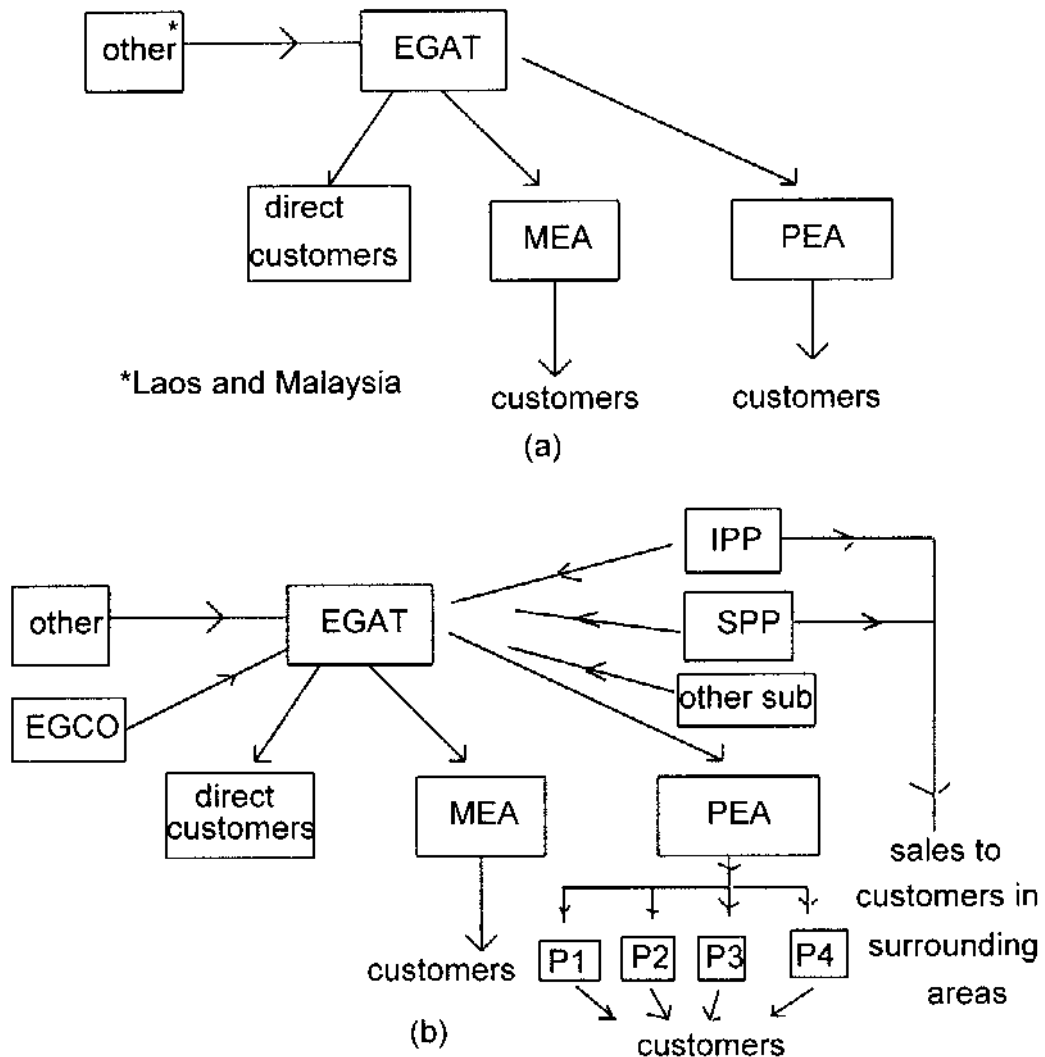 other*
EGAT
direct
customers
MEA
PEA
*Laos and Malaysia
customers
customers
(a)
IPP
other
EGAT
SPP
EGCO
other sub
direct
customers
MEA
PEA
sales to
customers in
surrounding
areas
customers
P1
P2
P3
P4
(b)
customers